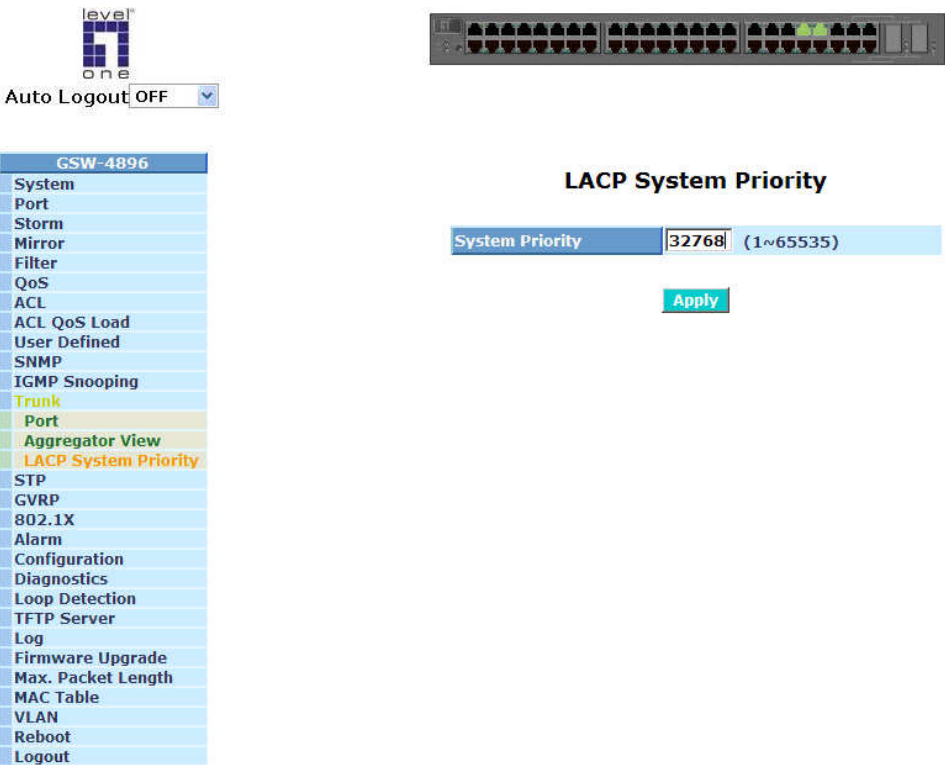 level
one
Auto Logout OFF
GSW-4896
System
Port
Storm
Mirror
Filter
QoS
ACL
ACL QoS Load
User Defined
SNMP
IGMP Snooping
Trunk
Port
Aggregator View
LACP System Priority
STP
GVRP
802.1X
Alarm
Configuration
Diagnostics
Loop Detection
TFTP Server
Log
Firmware Upgrade
Max. Packet Length
MAC Table
VLAN
Reboot
Logout
LACP System Priority
System Priority 32768 (1~65535)
Apply